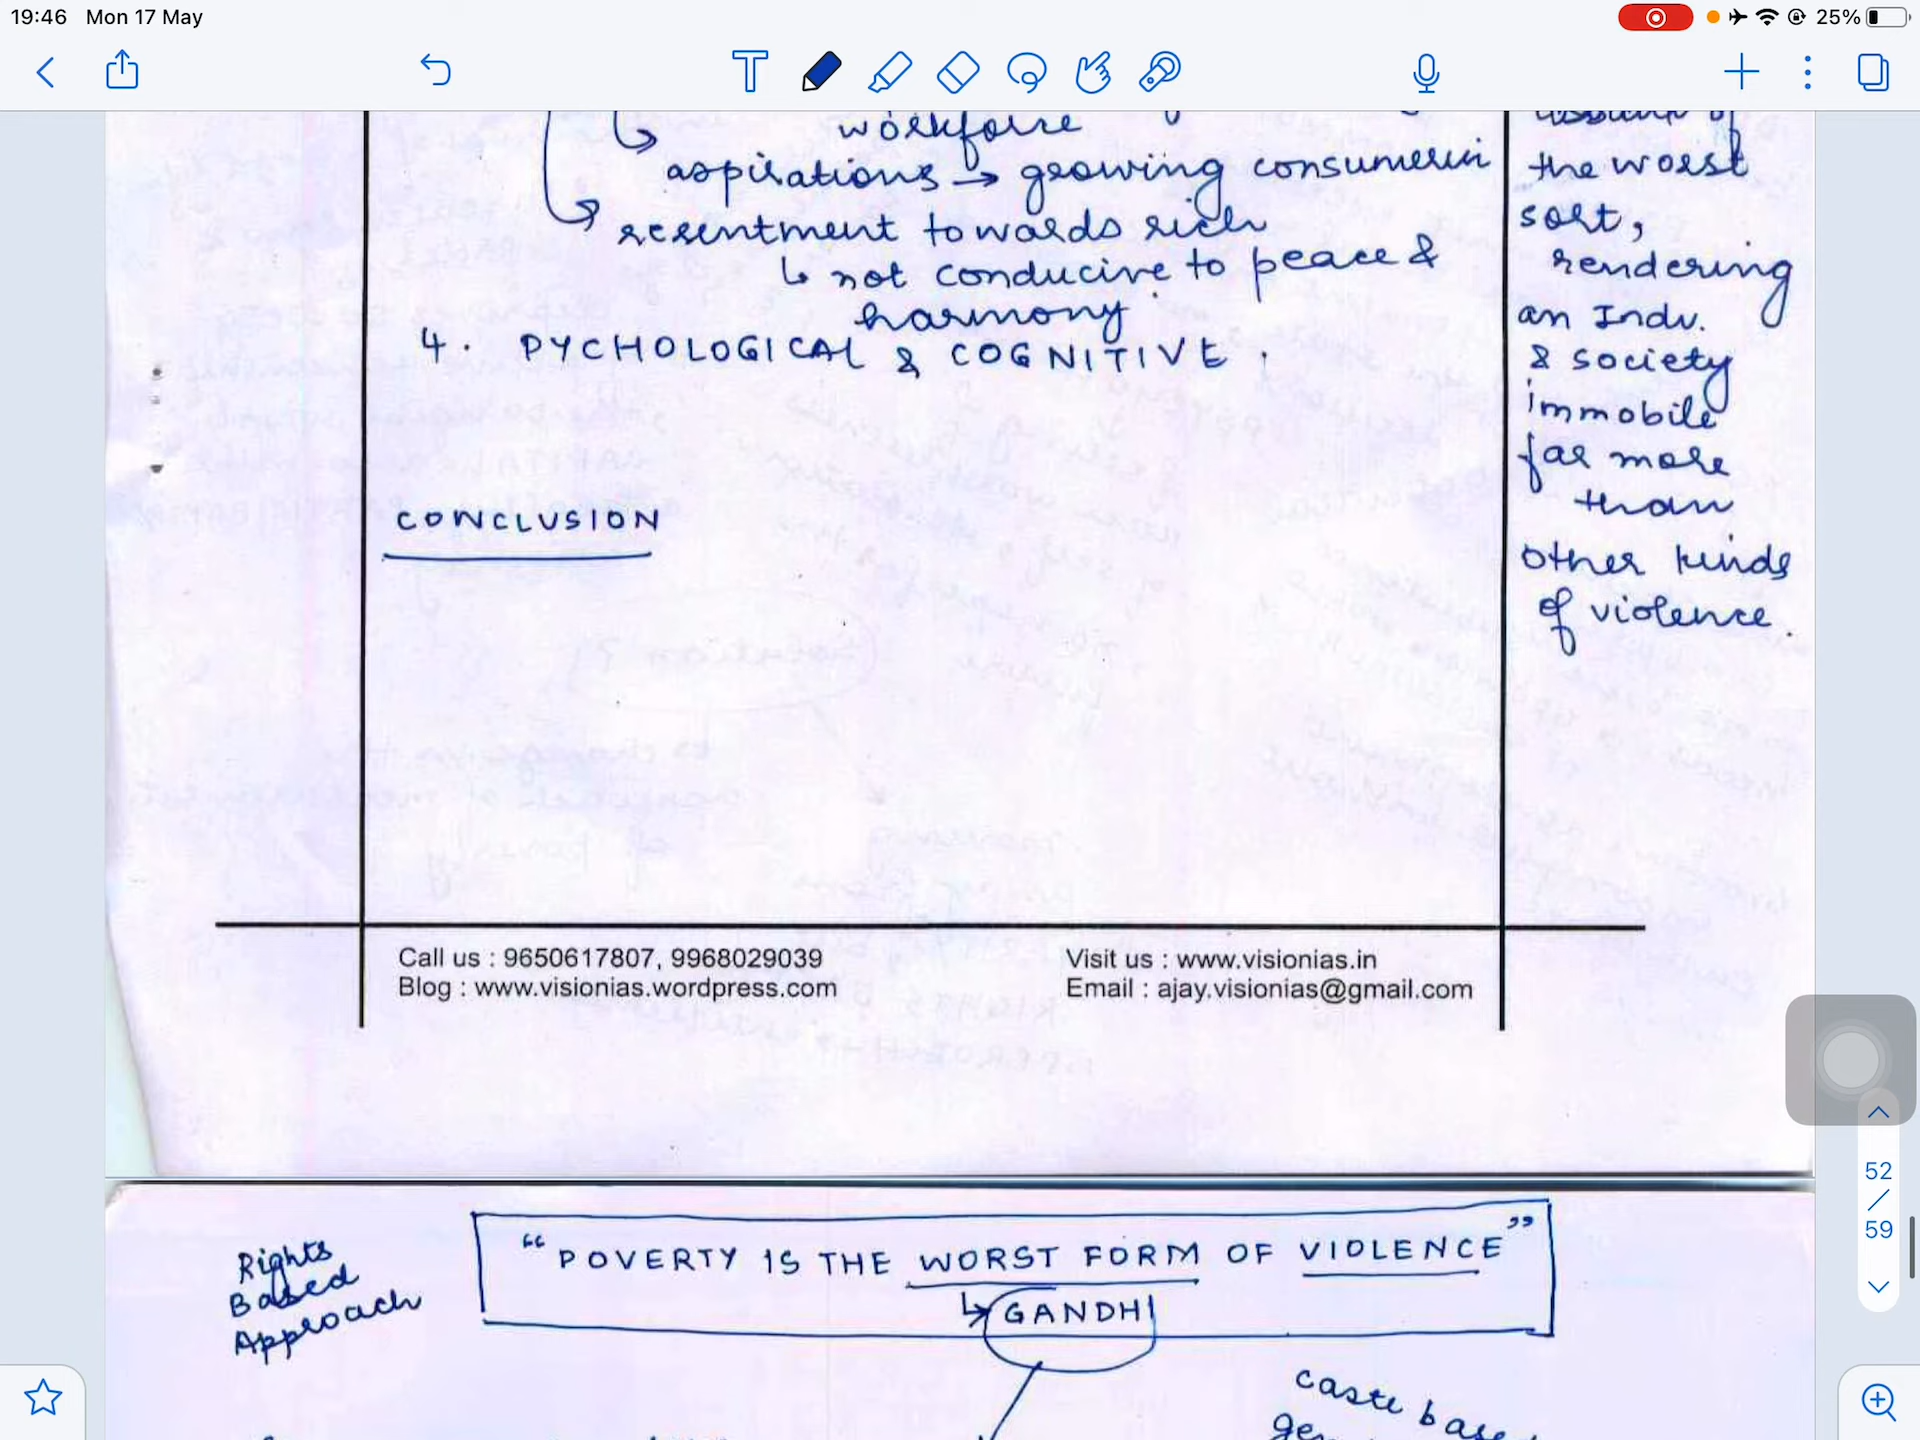 19:46 Mon 17 May
25%
workforce
aspirations → growing consumerism
resentment towards rich
↳ not conducive to peace &
harmony
4. PYCHOLOGICAL & COGNITIVE.
CONCLUSION
of
the worst
sort,
rendering
an Indv.
& society
immobile
far more
than
other kinds
of violence.
Call us : 9650617807, 9968029039
Blog : www.visionias.wordpress.com
Visit us : www.visionias.in
Email : ajay.visionias@gmail.com
52
/
59
Rights
Based
Approach
“POVERTY IS THE WORST FORM OF VIOLENCE”
↳ GANDHI
caste based